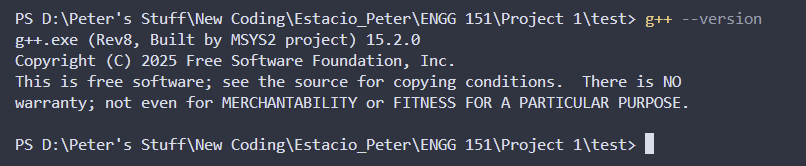 PS D:\Peter's Stuff\New Coding\Estacio_Peter\ENGG 151\Project 1\test> g++ --version
g++.exe (Rev8, Built by MSYS2 project) 15.2.0
Copyright (C) 2025 Free Software Foundation, Inc.
This is free software; see the source for copying conditions.  There is NO
warranty; not even for MERCHANTABILITY or FITNESS FOR A PARTICULAR PURPOSE.
PS D:\Peter's Stuff\New Coding\Estacio_Peter\ENGG 151\Project 1\test>